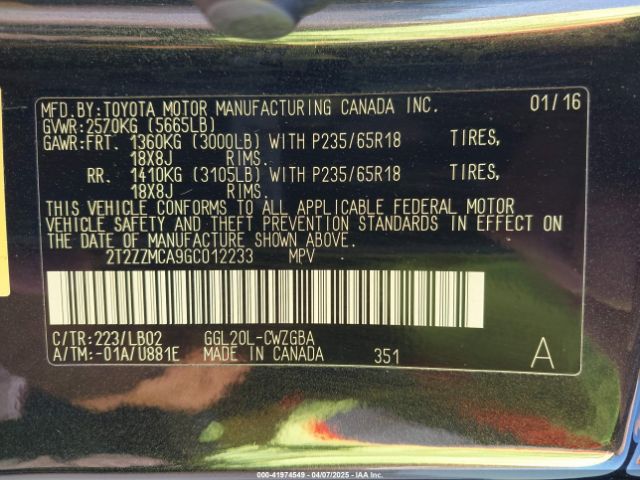 MFD.BY:TOYOTA MOTOR MANUFACTURING CANADA INC. 01/16
GVWR:2570KG (5665LB)
GAWR:FRT. 1360KG (3000LB) WITH P235/65R18 TIRES,
18X8J RIMS.
RR. 1410KG (3105LB) WITH P235/65R18 TIRES,
18X8J RIMS.
THIS VEHICLE CONFORMS TO ALL APPLICABLE FEDERAL MOTOR
VEHICLE SAFETY AND THEFT PREVENTION STANDARDS IN EFFECT ON
THE DATE OF MANUFACTURE SHOWN ABOVE.
2T2ZZMCA9GC012233 MPV
C/TR:223/LB02 GGL20L-CWZGBA
A/TM:-01A/U881E MADE IN CANADA 351 A
00-41974549 04/07/2025 - © IAA